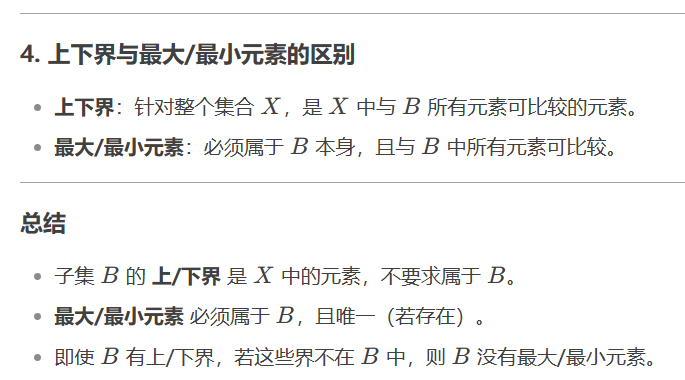 4. 上下界与最大/最小元素的区别
上下界：针对整个集合 X，是 X 中与 B 所有元素可比较的元素。
最大/最小元素：必须属于 B 本身，且与 B 中所有元素可比较。
总结
子集 B 的 上/下界 是 X 中的元素，不要求属于 B。
最大/最小元素 必须属于 B，且唯一（若存在）。
即使 B 有上/下界，若这些界不在 B 中，则 B 没有最大/最小元素。